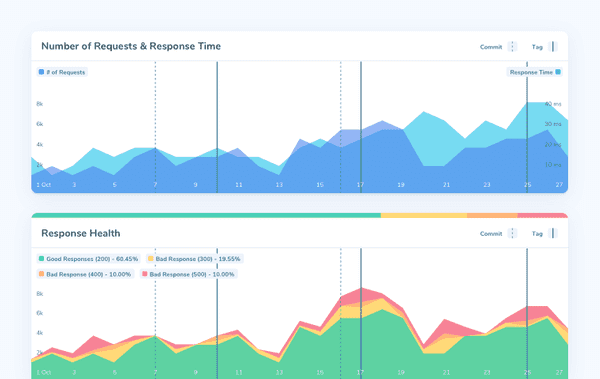 Number of Requests & Response Time
Commit
Tag
# of Requests
Response Time
8k
6k
4k
2k
40 ms
30 ms
20 ms
10 ms
1 Oct 3 5 7 9 11 13 15 17 19 21 23 25 27
Response Health
Commit
Tag
Good Responses (200) - 60.45%
Bad Response (300) - 19.55%
Bad Response (400) - 10.00%
Bad Response (500) - 10.00%
8k
6k
4k
2k
1 Oct 3 5 7 9 11 13 15 17 19 21 23 25 27